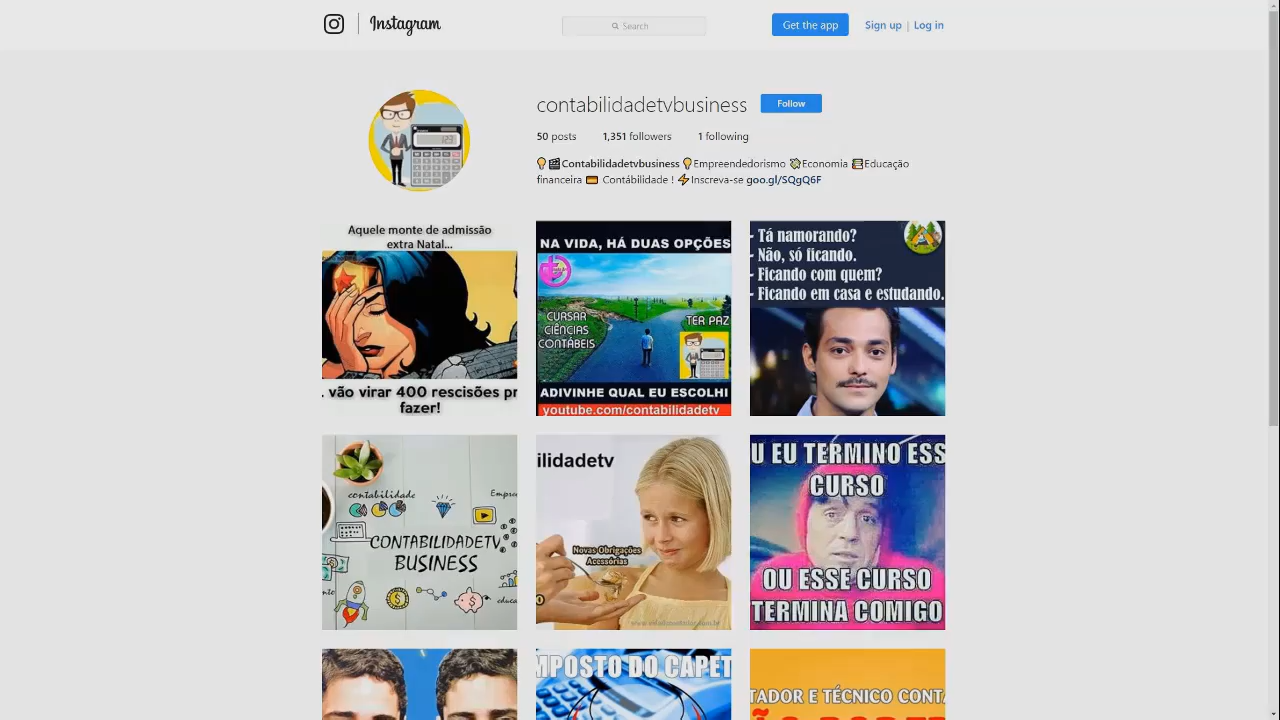 Instagram
Search
Get the app
Sign up | Log in
contabilidadetvbusiness
Follow
50 posts 1,351 followers 1 following
Contabilidadetvbusiness Empreendedorismo Economia Educação
financeira Contábilidade ! Inscreva-se goo.gl/SQgQ6F
Aquele monte de admissão
extra Natal...
. vão virar 400 rescisões pr
fazer!
NA VIDA, HÁ DUAS OPÇÕES
CURSAR
CIÊNCIAS
CONTÁBEIS
TER PAZ
ADIVINHE QUAL EU ESCOLHI
youtube.com/contabilidadetv
- Tá namorando?
- Não, só ficando.
- Ficando com quem?
- Ficando em casa e estudando.
contabilidade
Empre
CONTABILIDADETV
BUSINESS
educa
ilidadetv
Novas Obrigações
Acessórias
U EU TERMINO ESS
CURSO
OU ESSE CURSO
TERMINA COMIGO
MPOSTO DO CAPET
TADOR E TÉCNICO CONT